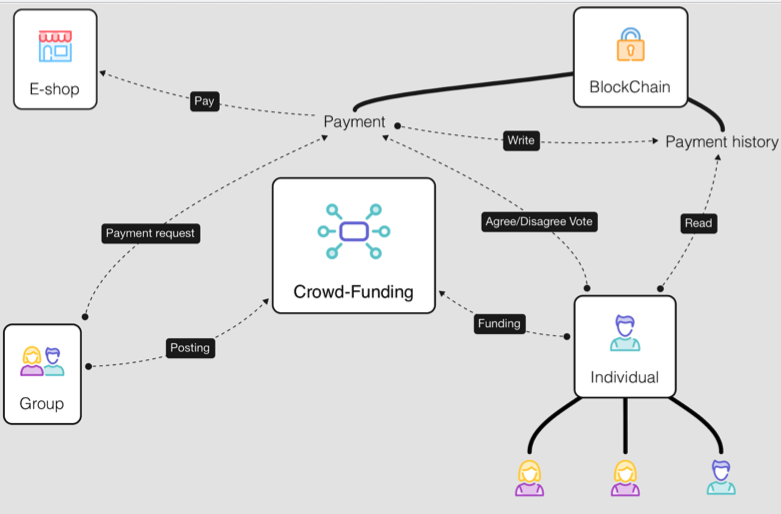 E-shop
BlockChain
Pay
Payment
Write
Payment history
Payment request
Agree/Disagree Vote
Read
Crowd-Funding
Funding
Posting
Individual
Group